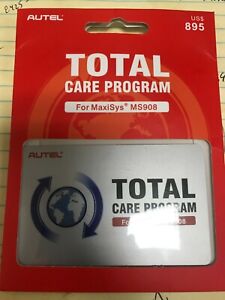 AUTEL
US$
895
TOTAL
CARE PROGRAM
For MaxiSys® MS908
AUTEL®
TOTAL
CARE PROGRAM